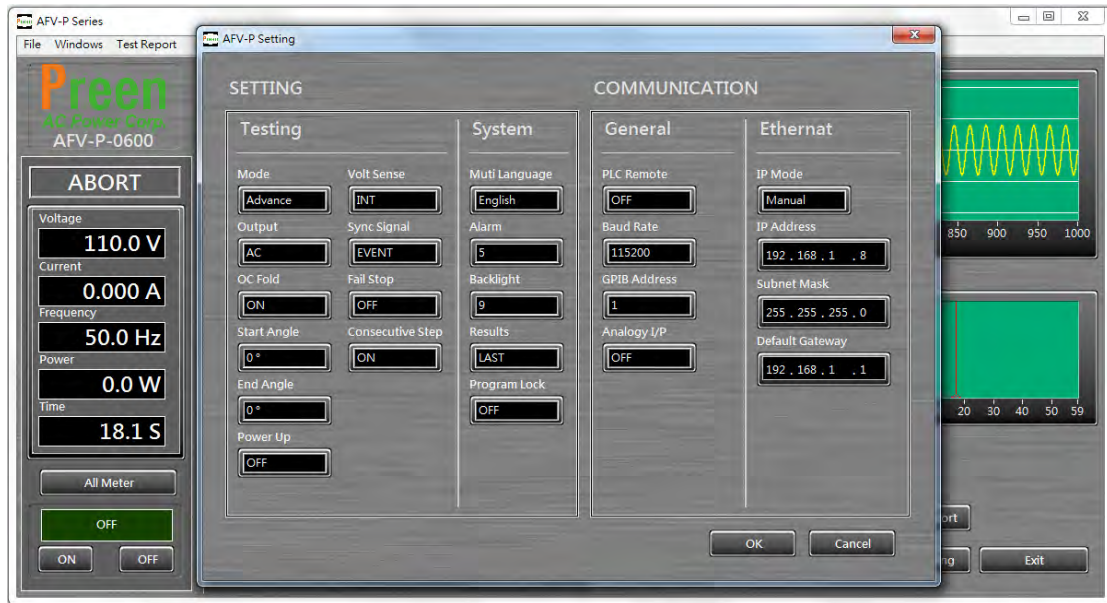 AFV-P Series
File Windows Test Report
Preen
AC Power Corp.
AFV-P-0600
ABORT
Voltage
110.0 V
Current
0.000 A
Frequency
50.0 Hz
Power
0.0 W
Time
18.1 S
All Meter
OFF
ON OFF
AFV-P Setting
SETTING
Testing
Mode Volt Sense
Advance INT
Output Sync Signal
AC EVENT
OC Fold Fail Stop
ON OFF
Start Angle Consecutive Step
0 ° ON
End Angle
0 °
Power Up
OFF
System
Muti Language
English
Alarm
5
Backlight
9
Results
LAST
Program Lock
OFF
COMMUNICATION
General
PLC Remote
OFF
Baud Rate
115200
GPIB Address
1
Analogy I/P
OFF
Ethernat
IP Mode
Manual
IP Address
192 . 168 . 1 . 8
Subnet Mask
255 . 255 . 255 . 0
Default Gateway
192 . 168 . 1 . 1
OK Cancel
850 900 950 1000
20 30 40 50 59
ort
ng Exit